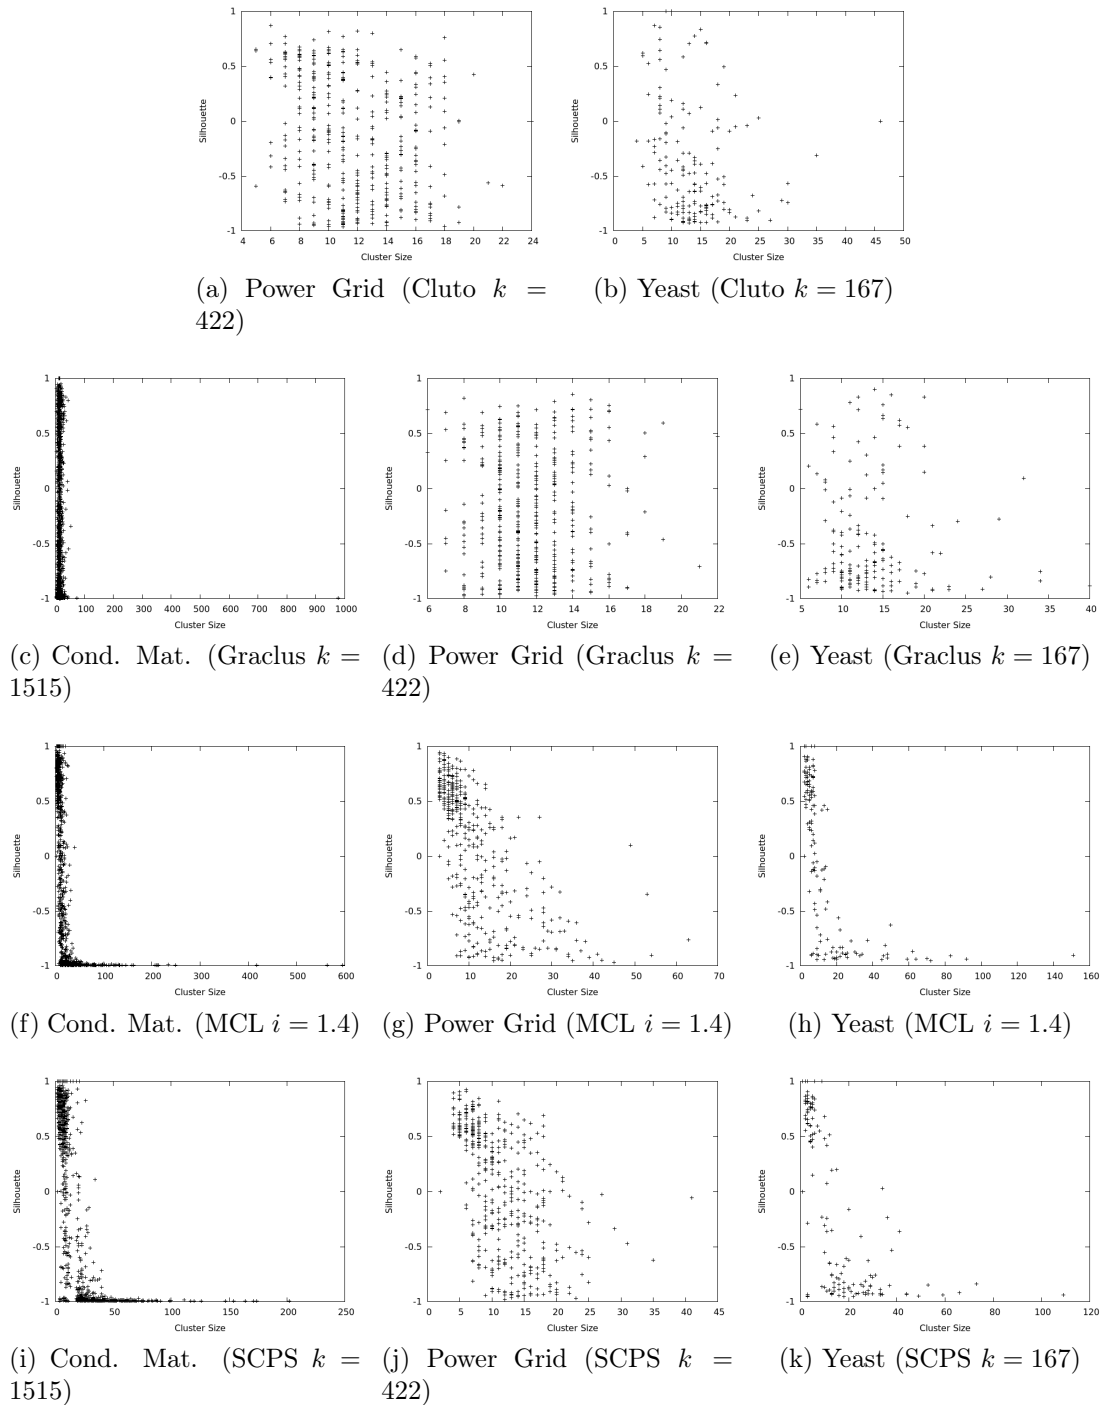 1
0.5
0
-0.5
-1
Silhouette
4 6 8 10 12 14 16 18 20 22 24
Cluster Size
(a) Power Grid (Cluto k =
422)
1
0.5
0
-0.5
-1
Silhouette
0 5 10 15 20 25 30 35 40 45 50
Cluster Size
(b) Yeast (Cluto k = 167)
1
0.5
0
-0.5
-1
Silhouette
0 100 200 300 400 500 600 700 800 900 1000
Cluster Size
(c) Cond. Mat. (Graclus k =
1515)
1
0.5
0
-0.5
-1
Silhouette
6 8 10 12 14 16 18 20 22
Cluster Size
(d) Power Grid (Graclus k =
422)
1
0.5
0
-0.5
-1
Silhouette
6 10 15 20 25 30 35 40
Cluster Size
(e) Yeast (Graclus k = 167)
1
0.5
0
-0.5
-1
Silhouette
0 100 200 300 400 500 600
Cluster Size
(f) Cond. Mat. (MCL i = 1.4)
1
0.5
0
-0.5
-1
Silhouette
0 10 20 30 40 50 60 70
Cluster Size
(g) Power Grid (MCL i = 1.4)
1
0.5
0
-0.5
-1
Silhouette
0 20 40 60 80 100 120 140 160
Cluster Size
(h) Yeast (MCL i = 1.4)
1
0.5
0
-0.5
-1
Silhouette
0 50 100 150 200 250
Cluster Size
(i) Cond. Mat. (SCPS k =
1515)
1
0.5
0
-0.5
-1
Silhouette
0 5 10 15 20 25 30 35 40 45
Cluster Size
(j) Power Grid (SCPS k =
422)
1
0.5
0
-0.5
-1
Silhouette
0 20 40 60 80 100 120
Cluster Size
(k) Yeast (SCPS k = 167)